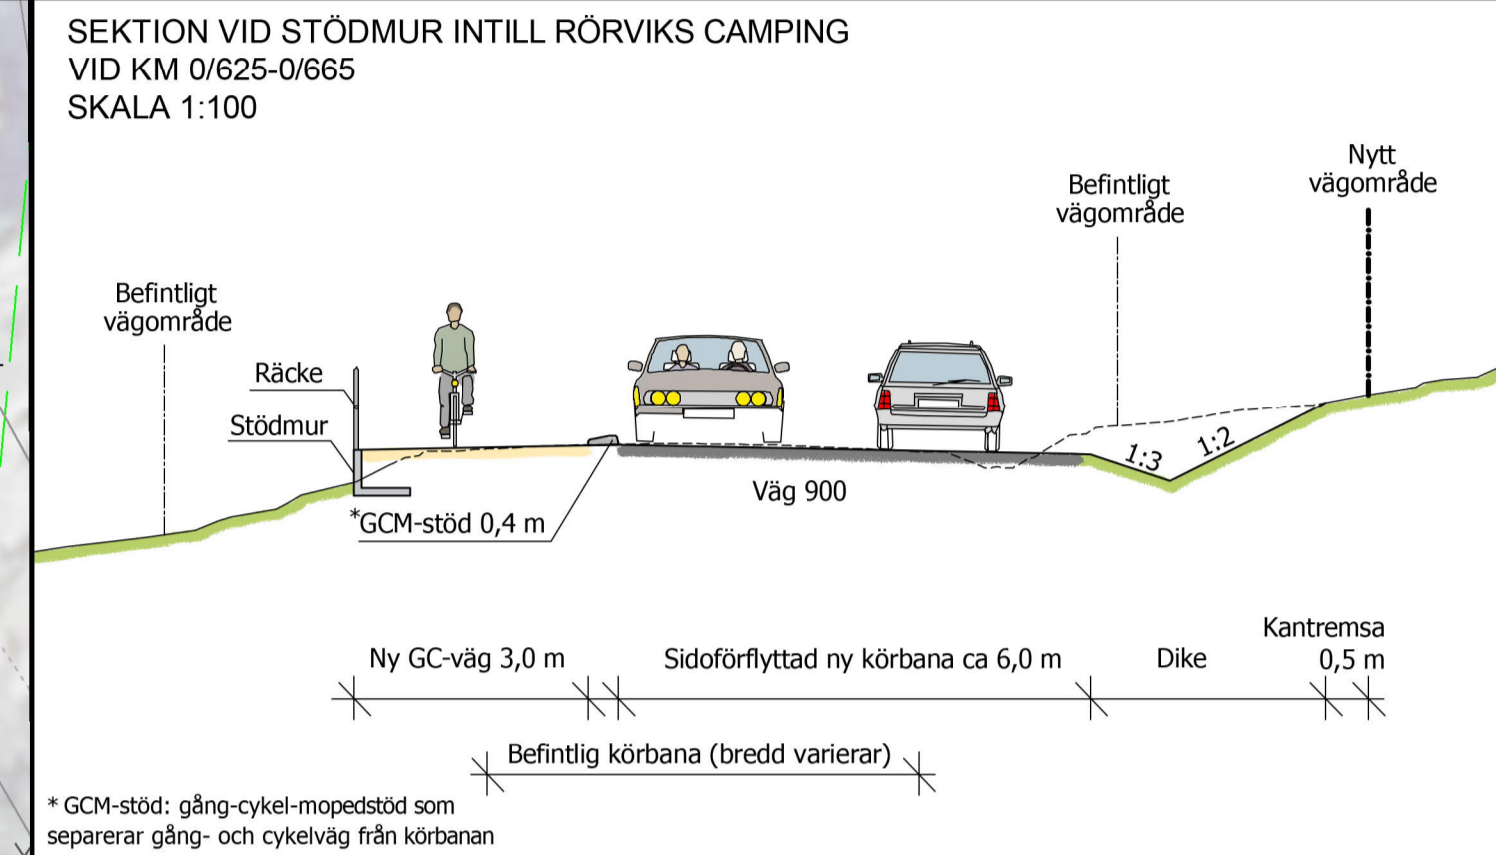 SEKTION VID STÖDMUR INTILL RÖRVIKS CAMPING
VID KM 0/625-0/665
SKALA 1:100
Nytt
vägområde
Befintligt
vägområde
Befintligt
vägområde
Räcke
Stödmur
1:3
1:2
Väg 900
*GCM-stöd 0,4 m
Kantremsa
0,5 m
Ny GC-väg 3,0 m
Sidoförflyttad ny körbana ca 6,0 m
Dike
Befintlig körbana (bredd varierar)
* GCM-stöd: gång-cykel-mopedstöd som
separerar gång- och cykelväg från körbanan